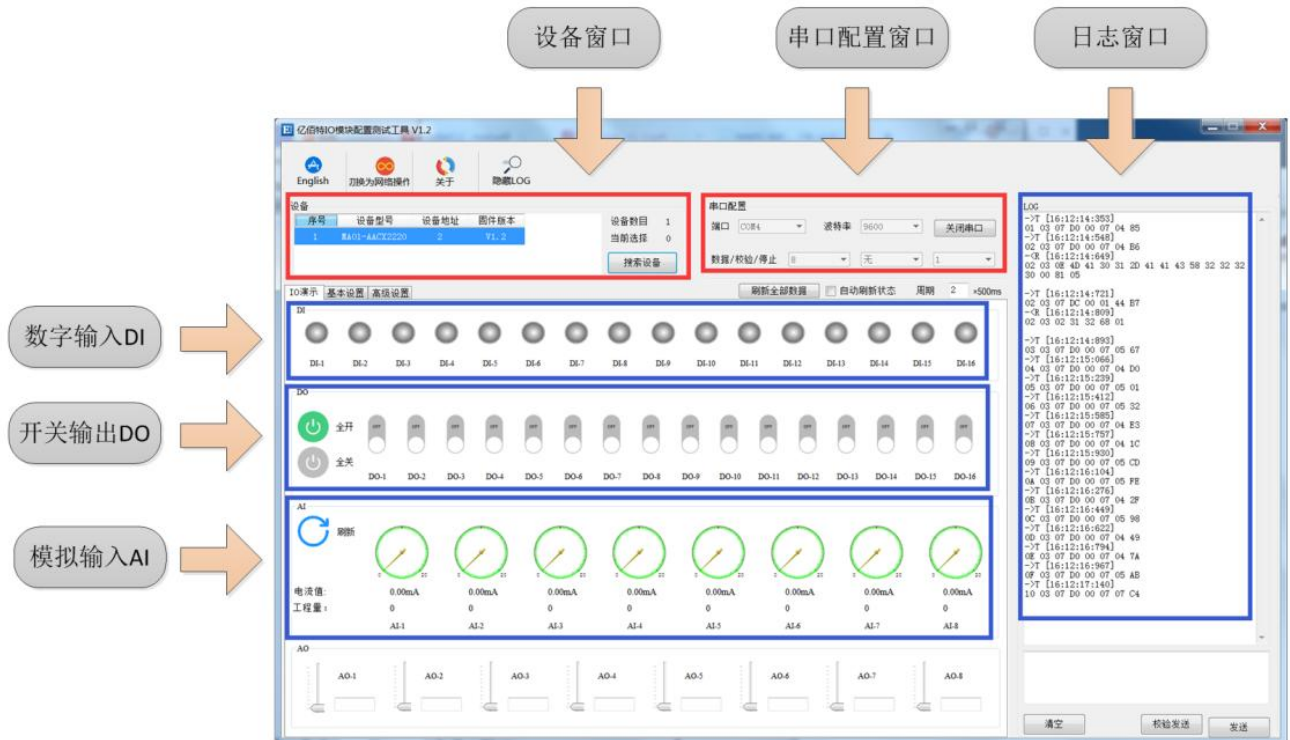 设备窗口
串口配置窗口
日志窗口
亿佰特IO模块配置测试工具 V1.2
English 切换为网络操作 关于 隐藏LOG
设备
序号 设备型号 设备地址 固件版本
1 MA01-AACX2220 2 V1.2
设备数目 1
当前选择 0
搜索设备
串口配置
端口 COM4 波特率 9600 关闭串口
数据/校验/停止 8 无 1
IO演示 基本设置 高级设置
刷新全部数据 自动刷新状态 周期 2 *500ms
数字输入DI
DI
DI-1 DI-2 DI-3 DI-4 DI-5 DI-6 DI-7 DI-8 DI-9 DI-10 DI-11 DI-12 DI-13 DI-14 DI-15 DI-16
开关输出DO
DO
全开
OFF OFF OFF OFF OFF OFF OFF OFF OFF OFF OFF OFF OFF OFF OFF OFF
全关
DO-1 DO-2 DO-3 DO-4 DO-5 DO-6 DO-7 DO-8 DO-9 DO-10 DO-11 DO-12 DO-13 DO-14 DO-15 DO-16
模拟输入AI
AI
刷新
电流值: 0.00mA 0.00mA 0.00mA 0.00mA 0.00mA 0.00mA 0.00mA 0.00mA
工程量: 0 0 0 0 0 0 0 0
AI-1 AI-2 AI-3 AI-4 AI-5 AI-6 AI-7 AI-8
AO
AO-1 AO-2 AO-3 AO-4 AO-5 AO-6 AO-7 AO-8
LOG
->T [16:12:14:353]
01 03 07 D0 00 07 04 85
->T [16:12:14:548]
02 03 07 D0 00 07 04 B6
-<R [16:12:14:649]
02 03 0E 4D 41 30 31 2D 41 41 43 58 32 32 32
30 00 81 05
->T [16:12:14:721]
02 03 07 DC 00 01 44 B7
-<R [16:12:14:809]
02 03 02 31 32 68 01
->T [16:12:14:893]
03 03 07 D0 00 07 05 67
->T [16:12:15:066]
04 03 07 D0 00 07 04 D0
->T [16:12:15:239]
05 03 07 D0 00 07 05 01
->T [16:12:15:412]
06 03 07 D0 00 07 05 32
->T [16:12:15:585]
07 03 07 D0 00 07 04 E3
->T [16:12:15:757]
08 03 07 D0 00 07 04 1C
->T [16:12:15:930]
09 03 07 D0 00 07 05 CD
->T [16:12:16:104]
0A 03 07 D0 00 07 05 FE
->T [16:12:16:276]
0B 03 07 D0 00 07 04 2F
->T [16:12:16:449]
0C 03 07 D0 00 07 05 98
->T [16:12:16:622]
0D 03 07 D0 00 07 04 49
->T [16:12:16:794]
0E 03 07 D0 00 07 04 7A
->T [16:12:16:967]
0F 03 07 D0 00 07 05 AB
->T [16:12:17:140]
10 03 07 D0 00 07 07 C4
清空 校验发送 发送